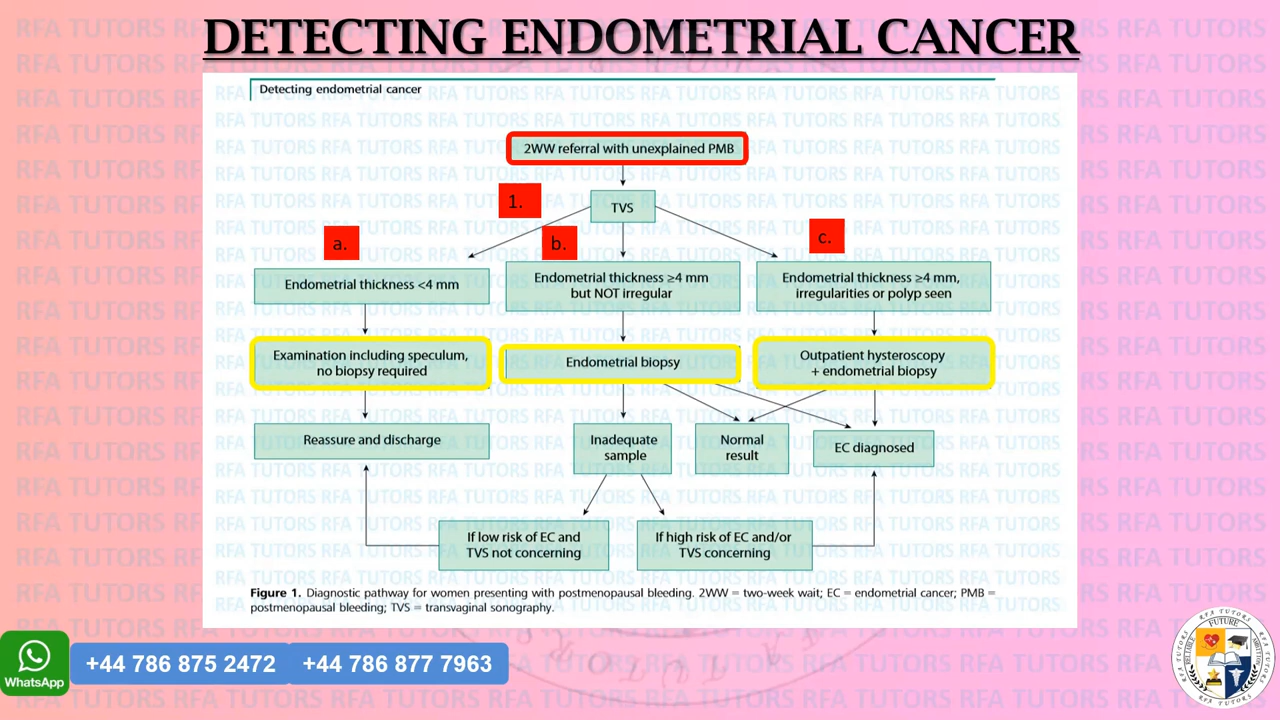 DETECTING ENDOMETRIAL CANCER
Detecting endometrial cancer
2WW referral with unexplained PMB
1.
TVS
a.
b.
c.
Endometrial thickness <4 mm
Endometrial thickness ≥4 mm
but NOT irregular
Endometrial thickness ≥4 mm,
irregularities or polyp seen
Examination including speculum,
no biopsy required
Endometrial biopsy
Outpatient hysteroscopy
+ endometrial biopsy
Reassure and discharge
Inadequate
sample
Normal
result
EC diagnosed
If low risk of EC and
TVS not concerning
If high risk of EC and/or
TVS concerning
Figure 1. Diagnostic pathway for women presenting with postmenopausal bleeding. 2WW = two-week wait; EC = endometrial cancer; PMB =
postmenopausal bleeding; TVS = transvaginal sonography.
WhatsApp
+44 786 875 2472
+44 786 877 7963
RFA TUTORS
FUTURE